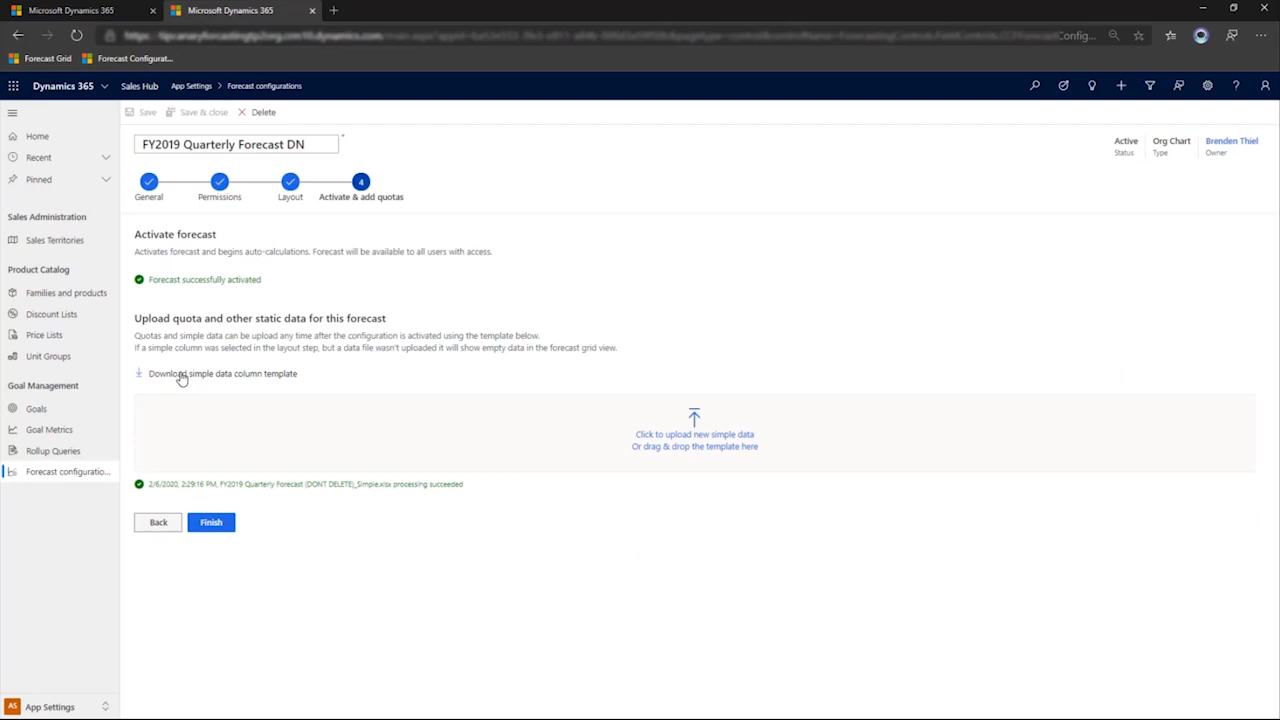 Microsoft Dynamics 365
Microsoft Dynamics 365
Config...
Forecast Grid
Forecast Configurat...
Dynamics 365
Sales Hub
App Settings > Forecast configurations
Save
Save & close
Delete
FY2019 Quarterly Forecast DN
*
Active
Status
Org Chart
Type
Brenden Thiel
Owner
General
Permissions
Layout
4
Activate & add quotas
Home
Recent
Pinned
Sales Administration
Sales Territories
Product Catalog
Families and products
Discount Lists
Price Lists
Unit Groups
Goal Management
Goals
Goal Metrics
Rollup Queries
Forecast configuratio...
AS
App Settings
Activate forecast
Activates forecast and begins auto-calculations. Forecast will be available to all users with access.
Forecast successfully activated
Upload quota and other static data for this forecast
Quotas and simple data can be upload any time after the configuration is activated using the template below.
If a simple column was selected in the layout step, but a data file wasn't uploaded it will show empty data in the forecast grid view.
Download simple data column template
Click to upload new simple data
Or drag & drop the template here
2/6/2020, 2:29:16 PM, FY2019 Quarterly Forecast (DONT DELETE)_Simple.xlsx processing succeeded
Back
Finish